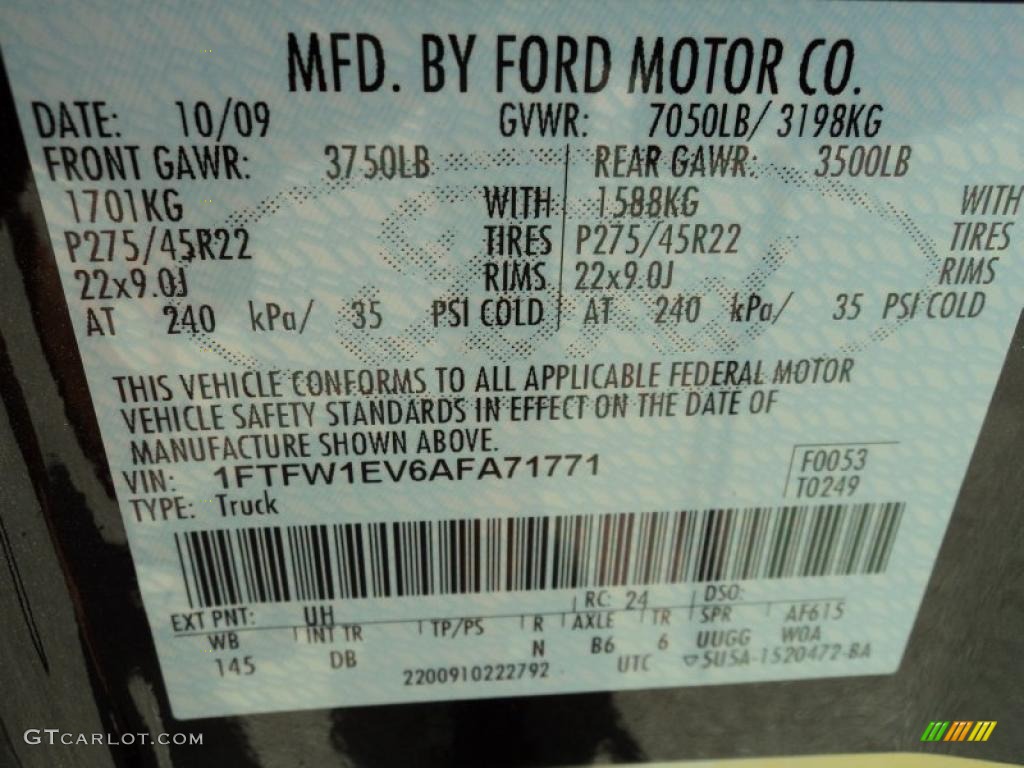 MFD. BY FORD MOTOR CO.
DATE: 10/09 GVWR: 7050LB/ 3198KG
FRONT GAWR: 3750LB REAR GAWR: 3500LB
1701KG WITH 1588KG WITH
P275/45R22 TIRES P275/45R22 TIRES
22x9.0J RIMS 22x9.0J RIMS
AT 240 kPa/ 35 PSI COLD AT 240 kPa/ 35 PSI COLD
THIS VEHICLE CONFORMS TO ALL APPLICABLE FEDERAL MOTOR
VEHICLE SAFETY STANDARDS IN EFFECT ON THE DATE OF
MANUFACTURE SHOWN ABOVE.
VIN: 1FTFW1EV6AFA71771 F0053
TYPE: Truck T0249
EXT PNT: UH RC: 24 DSO:
WB INT TR TP/PS R AXLE TR SPR AF615
145 DB N B6 6 UUGG W0A
2200910222792 UTC 5U5A-1520472-BA
GTCARLOT.COM